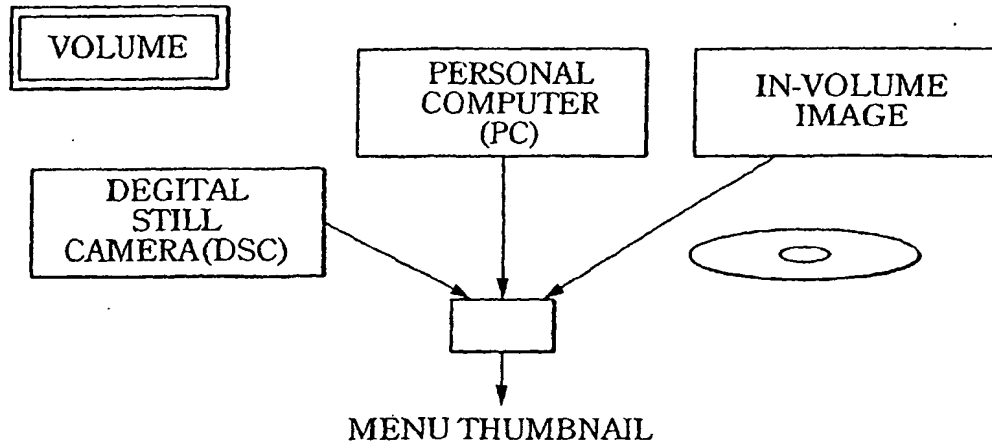 VOLUME
PERSONAL
COMPUTER
(PC)
IN-VOLUME
IMAGE
DEGITAL
STILL
CAMERA(DSC)
MENU THUMBNAIL